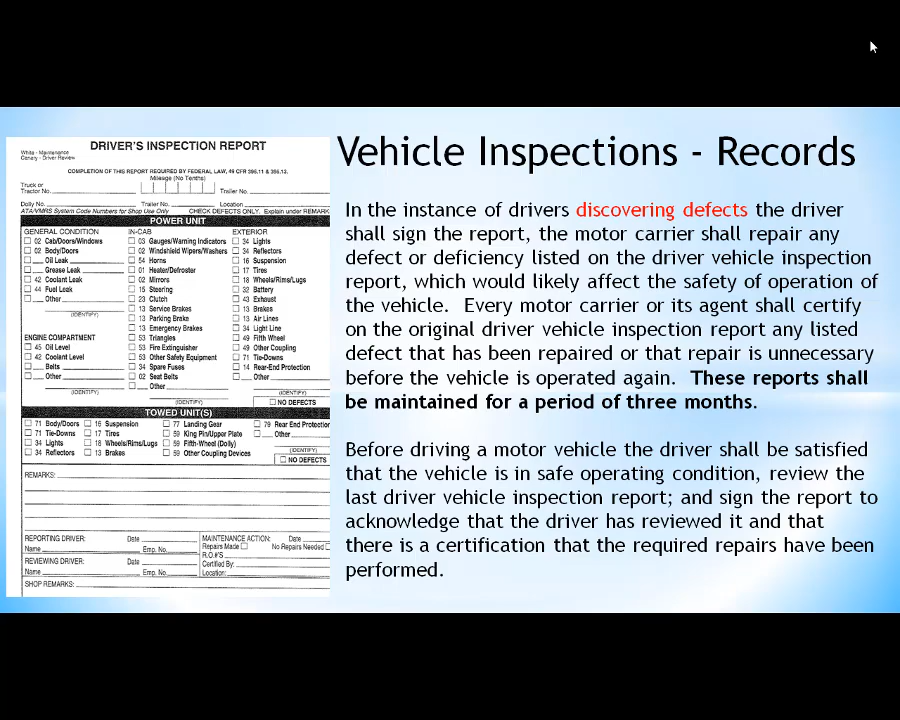 DRIVER'S INSPECTION REPORT
White - Maintenance
Canary - Driver Review
COMPLETION OF THIS REPORT REQUIRED BY FEDERAL LAW, 49 CFR 396.11 & 396.13.
Mileage (No Tenths)
Truck or
Tractor No. Trailer No.
Dolly No. Trailer No. Location
ATA/VMRS System Code Numbers for Shop Use Only CHECK DEFECTS ONLY. Explain under REMARK
POWER UNIT
GENERAL CONDITION
02 Cab/Doors/Windows
02 Body/Doors
Oil Leak
Grease Leak
42 Coolant Leak
44 Fuel Leak
Other
(IDENTIFY)
ENGINE COMPARTMENT
45 Oil Level
42 Coolant Level
Belts
Other
(IDENTIFY)
IN-CAB
03 Gauges/Warning Indicators
02 Windshield Wipers/Washers
54 Horns
01 Heater/Defroster
02 Mirrors
15 Steering
23 Clutch
13 Service Brakes
13 Parking Brake
13 Emergency Brakes
53 Triangles
53 Fire Extinguisher
53 Other Safety Equipment
34 Spare Fuses
02 Seat Belts
Other
(IDENTIFY)
EXTERIOR
34 Lights
34 Reflectors
16 Suspension
17 Tires
18 Wheels/Rims/Lugs
32 Battery
43 Exhaust
13 Brakes
13 Air Lines
34 Light Line
49 Fifth Wheel
49 Other Coupling
71 Tie-Downs
14 Rear-End Protection
Other
(IDENTIFY)
NO DEFECTS
TOWED UNIT(S)
71 Body/Doors 16 Suspension 77 Landing Gear 79 Rear End Protection
71 Tie-Downs 17 Tires 59 King Pin/Upper Plate Other
34 Lights 18 Wheels/Rims/Lugs 59 Fifth-Wheel (Dolly) (IDENTIFY)
34 Reflectors 13 Brakes 59 Other Coupling Devices NO DEFECTS
REMARKS:
REPORTING DRIVER: Date
Name Emp. No.
REVIEWING DRIVER: Date
Name Emp. No.
MAINTENANCE ACTION: Date
Repairs Made No Repairs Needed
R.O.#'S
Certified By:
Location:
SHOP REMARKS:
Vehicle Inspections - Records
In the instance of drivers discovering defects the driver
shall sign the report, the motor carrier shall repair any
defect or deficiency listed on the driver vehicle inspection
report, which would likely affect the safety of operation of
the vehicle. Every motor carrier or its agent shall certify
on the original driver vehicle inspection report any listed
defect that has been repaired or that repair is unnecessary
before the vehicle is operated again. These reports shall
be maintained for a period of three months.
Before driving a motor vehicle the driver shall be satisfied
that the vehicle is in safe operating condition, review the
last driver vehicle inspection report; and sign the report to
acknowledge that the driver has reviewed it and that
there is a certification that the required repairs have been
performed.